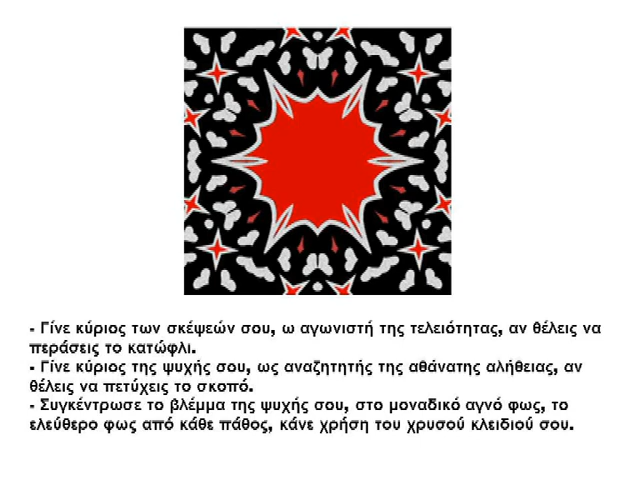 - Γίνε κύριος των σκέψεών σου, ω αγωνιστή της τελειότητας, αν θέλεις να
περάσεις το κατώφλι.
- Γίνε κύριος της ψυχής σου, ως αναζητητής της αθάνατης αλήθειας, αν
θέλεις να πετύχεις το σκοπό.
- Συγκέντρωσε το βλέμμα της ψυχής σου, στο μοναδικό αγνό φως, το
ελεύθερο φως από κάθε πάθος, κάνε χρήση του χρυσού κλειδιού σου.